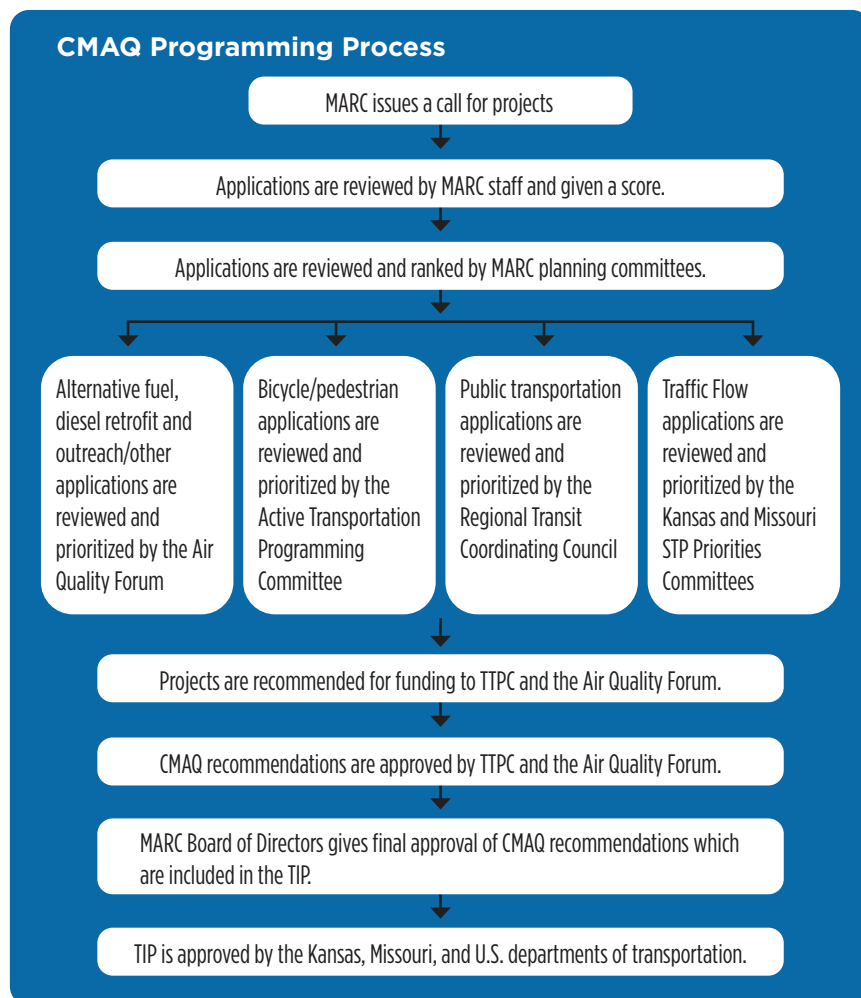 CMAQ Programming Process
MARC issues a call for projects
Applications are reviewed by MARC staff and given a score.
Applications are reviewed and ranked by MARC planning committees.
Alternative fuel,
diesel retrofit and
outreach/other
applications are
reviewed and
prioritized by the Air
Quality Forum
Bicycle/pedestrian
applications are
reviewed and
prioritized by the
Active Transportation
Programming
Committee
Public transportation
applications are
reviewed and
prioritized by the
Regional Transit
Coordinating Council
Traffic Flow
applications are
reviewed and
prioritized by the
Kansas and Missouri
STP Priorities
Committees
Projects are recommended for funding to TTPC and the Air Quality Forum.
CMAQ recommendations are approved by TTPC and the Air Quality Forum.
MARC Board of Directors gives final approval of CMAQ recommendations which
are included in the TIP.
TIP is approved by the Kansas, Missouri, and U.S. departments of transportation.